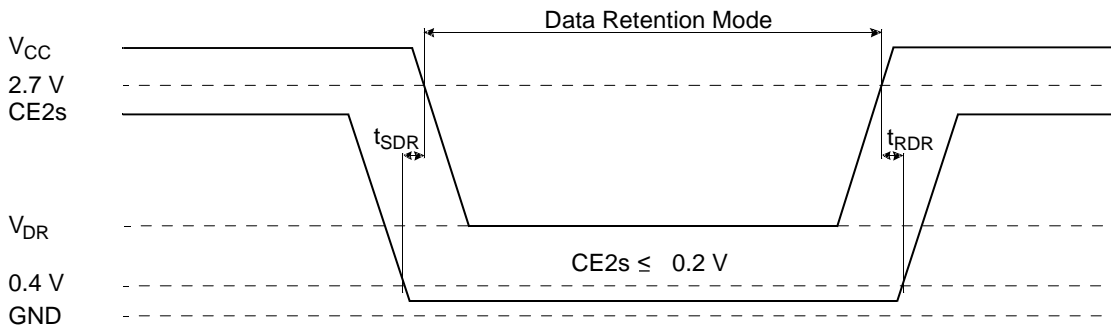 Data Retention Mode
VCC
2.7 V
CE2s
tSDR
tRDR
VDR
CE2s ≤ 0.2 V
0.4 V
GND